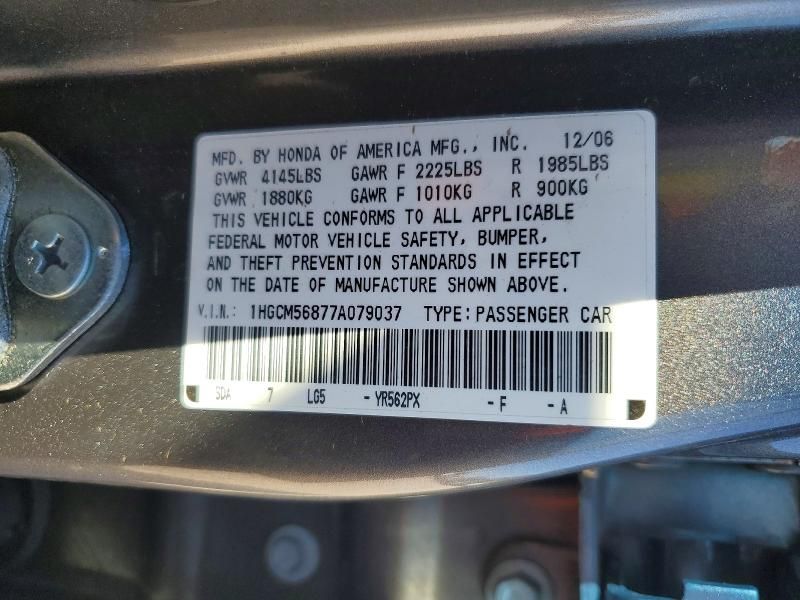 MFD. BY HONDA OF AMERICA MFG., INC. 12/06
GVWR 4145LBS GAWR F 2225LBS R 1985LBS
GVWR 1880KG GAWR F 1010KG R 900KG
THIS VEHICLE CONFORMS TO ALL APPLICABLE
FEDERAL MOTOR VEHICLE SAFETY, BUMPER,
AND THEFT PREVENTION STANDARDS IN EFFECT
ON THE DATE OF MANUFACTURE SHOWN ABOVE.
V.I.N.: 1HGCM56877A079037 TYPE: PASSENGER CAR
SDA 7 LG5 - YR562PX - F - A